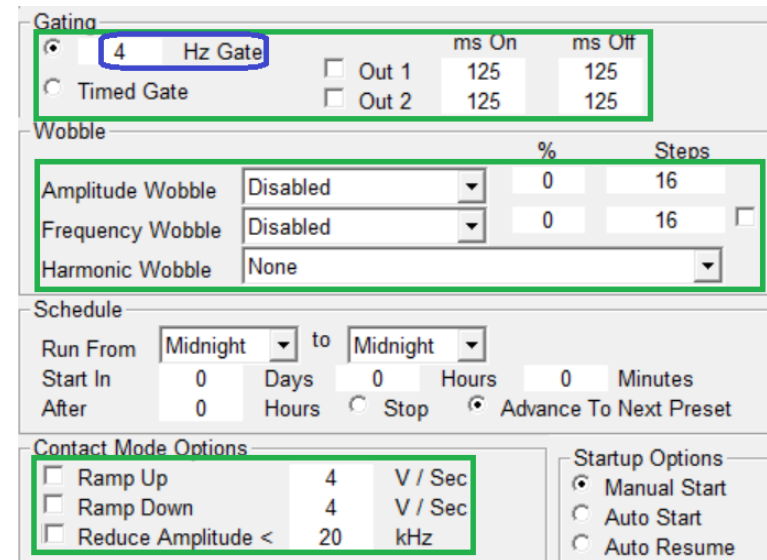 Gating
4 Hz Gate ms On ms Off
Out 1 125 125
Timed Gate
Out 2 125 125
Wobble
% Steps
Amplitude Wobble Disabled 0 16
Frequency Wobble Disabled 0 16
Harmonic Wobble None
Schedule
Run From Midnight to Midnight
Start In 0 Days 0 Hours 0 Minutes
After 0 Hours Stop Advance To Next Preset
Contact Mode Options
Ramp Up 4 V / Sec
Ramp Down 4 V / Sec
Reduce Amplitude < 20 kHz
Startup Options
Manual Start
Auto Start
Auto Resume